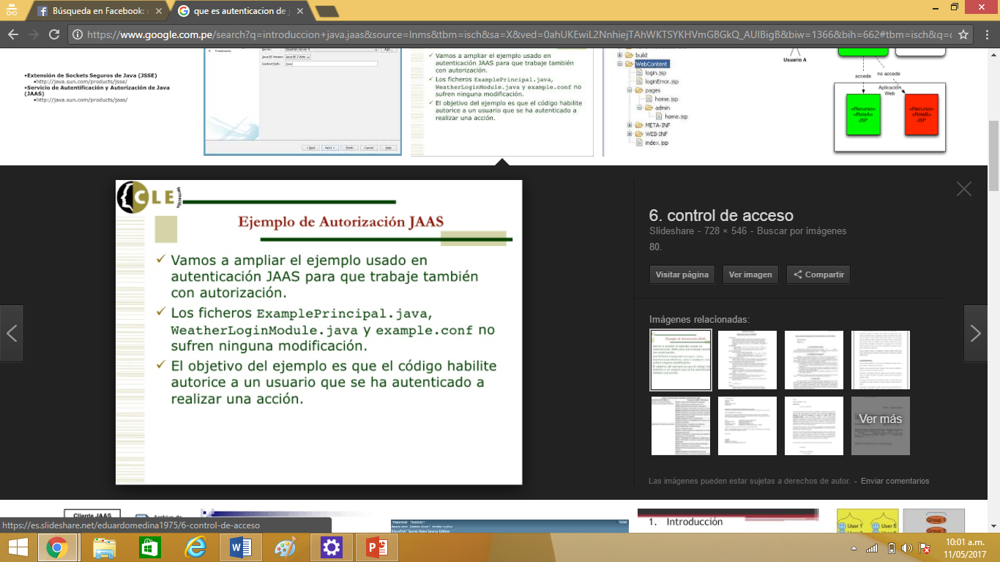 Búsqueda en Facebook:
que es autenticacion de j
https://www.google.com.pe/search?q=introduccion+java.jaas&source=lnms&tbm=isch&sa=X&ved=0ahUKEwiL2NnhiejTAhWKTSYKHVmGBGkQ_AUIBigB&biw=1366&bih=662#tbm=isch&q=
•Extensión de Sockets Seguros de Java (JSSE)
•http://java.sun.com/products/jsse/
•Servicio de Autentificación y Autorización de Java
(JAAS)
•http://java.sun.com/products/jaas/
Frameworks
Java EE Version: Java EE 7 Web
Context Path:
< Back Next > Finish Cancel Help
Vamos a ampliar el ejemplo usado en
autenticación JAAS para que trabaje también
con autorización.
Los ficheros ExamplePrincipal.java,
WeatherLoginModule.java y example.conf no
sufren ninguna modificación.
El objetivo del ejemplo es que el código habilite
autorice a un usuario que se ha autenticado a
realizar una acción.
build
WebContent
login.jsp
loginError.jsp
pages
home.jsp
admin
home.jsp
META-INF
WEB-INF
index.jsp
Usuario A
accede
no accede
Aplicación
Web
<Recurso>
<RoleA>
JSP
<Recurso>
<RoleB>
JSP
CLE
formación
Ejemplo de Autorización JAAS
✓ Vamos a ampliar el ejemplo usado en
autenticación JAAS para que trabaje también
con autorización.
✓ Los ficheros ExamplePrincipal.java,
WeatherLoginModule.java y example.conf no
sufren ninguna modificación.
✓ El objetivo del ejemplo es que el código habilite
autorice a un usuario que se ha autenticado a
realizar una acción.
6. control de acceso
Slideshare - 728 × 546 - Buscar por imágenes
80.
Visitar página
Ver imagen
Compartir
Imágenes relacionadas:
Ejemplo de Autorización JAAS
Ver más
Las imágenes pueden estar sujetas a derechos de autor. - Enviar comentarios
Cliente JAAS
Archivo de
GlassFish™ Server Open Source Edition
1. Introducción
User 1
User 5
Group 1
Group 2
https://es.slideshare.net/eduardomedina1975/6-control-de-acceso
10:01 a.m.
11/05/2017